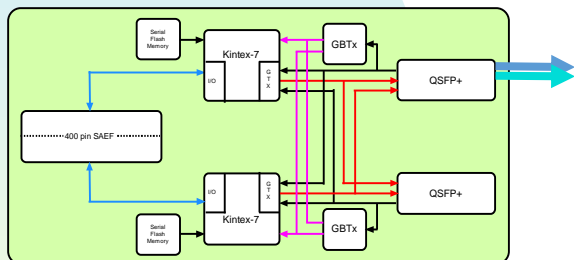 Serial
Flash
Memory
Kintex-7
I/O
G
T
X
GBTx
QSFP+
400 pin SAEF
I/O
G
T
X
Kintex-7
Serial
Flash
Memory
GBTx
QSFP+